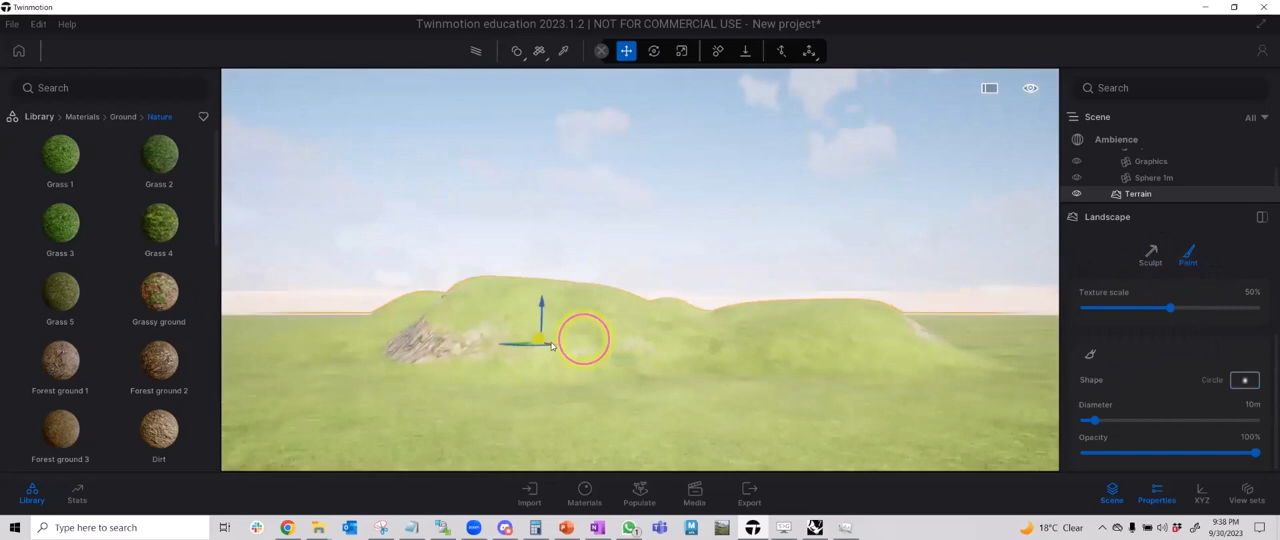 Twinmotion
File Edit Help
Twinmotion education 2023.1.2 | NOT FOR COMMERCIAL USE - New project*
Search
Library > Materials > Ground > Nature
Grass 1
Grass 2
Grass 3
Grass 4
Grass 5
Grassy ground
Forest ground 1
Forest ground 2
Forest ground 3
Dirt
Search
Scene
All
Ambience
Graphics
Sphere 1m
Terrain
Landscape
Sculpt
Paint
Texture scale
50%
Shape
Circle
Diameter
10m
Opacity
100%
Library
Stats
Import
Materials
Populate
Media
Export
Scene
Properties
XYZ
View sets
Type here to search
18°C Clear
9:38 PM
9/30/2023